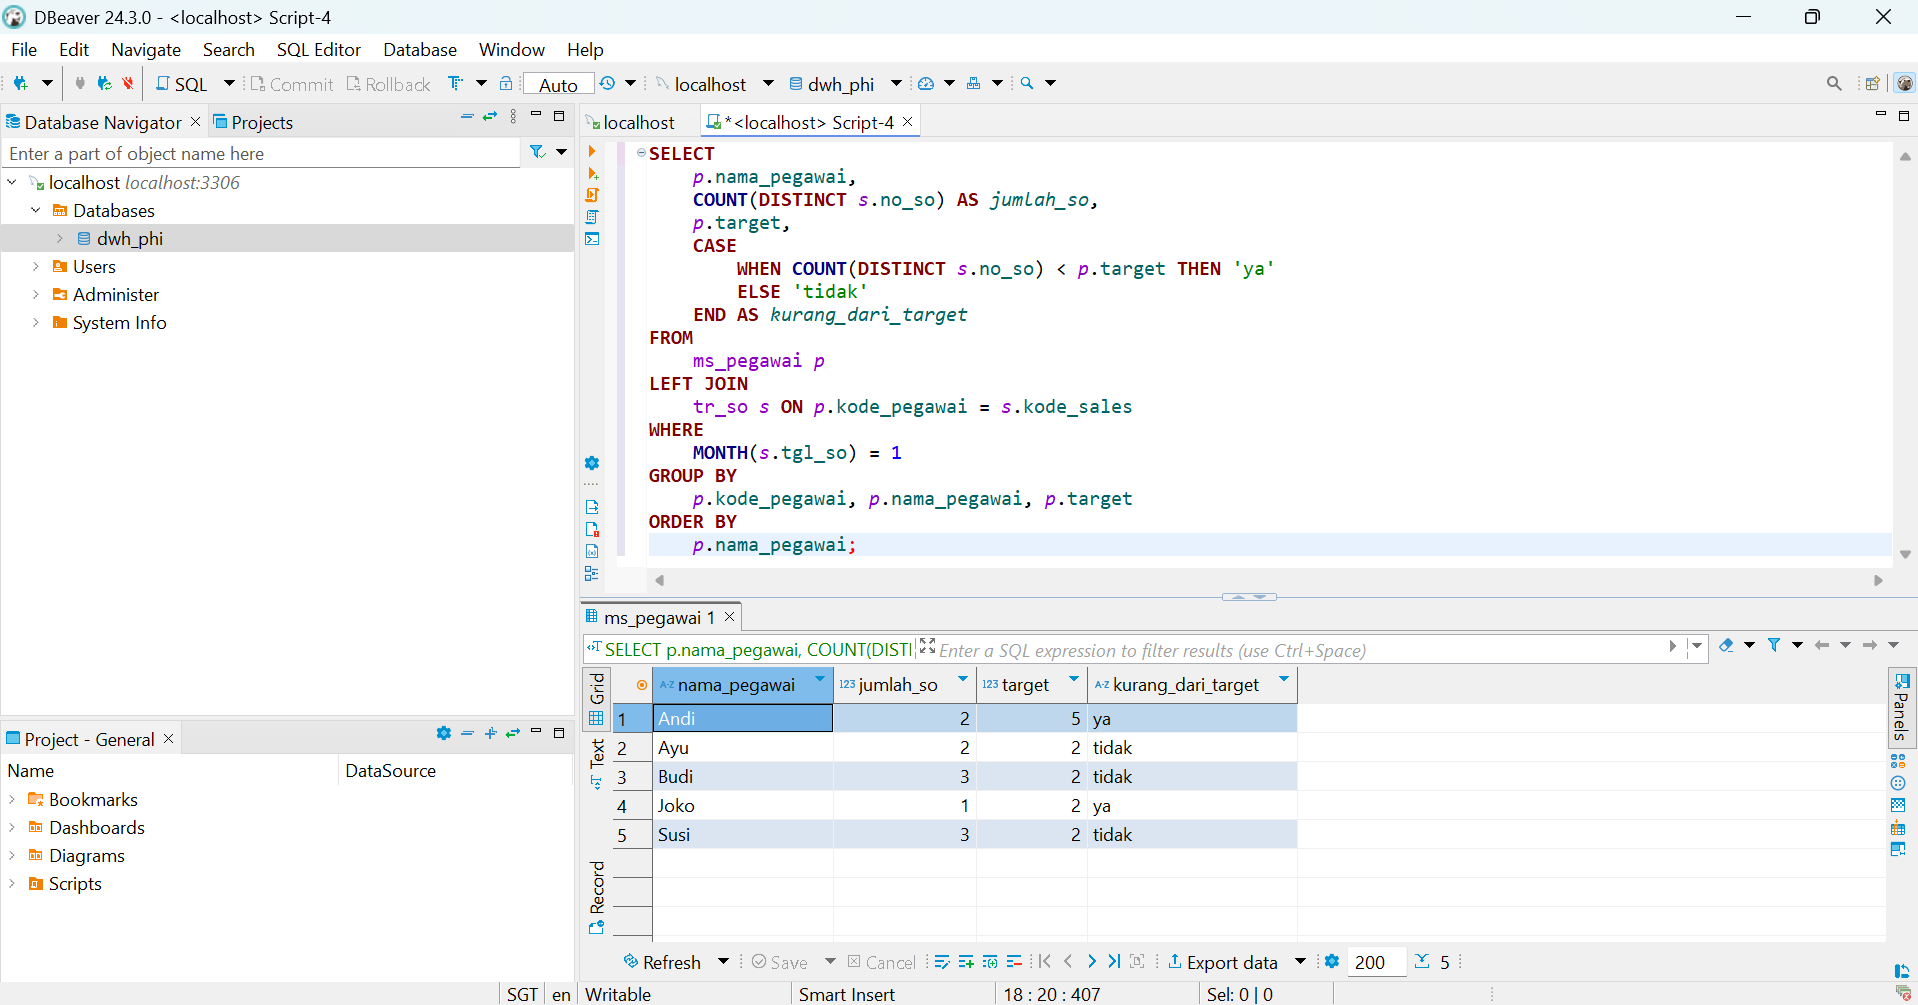 DBeaver 24.3.0 - <localhost> Script-4
File Edit Navigate Search SQL Editor Database Window Help
SQL Commit Rollback Auto localhost dwh_phi
Database Navigator Projects
Enter a part of object name here
localhost localhost:3306
Databases
dwh_phi
Users
Administer
System Info
Project - General
Name DataSource
Bookmarks
Dashboards
Diagrams
Scripts
localhost *<localhost> Script-4
SELECT
p.nama_pegawai,
COUNT(DISTINCT s.no_so) AS jumlah_so,
p.target,
CASE
WHEN COUNT(DISTINCT s.no_so) < p.target THEN 'ya'
ELSE 'tidak'
END AS kurang_dari_target
FROM
ms_pegawai p
LEFT JOIN
tr_so s ON p.kode_pegawai = s.kode_sales
WHERE
MONTH(s.tgl_so) = 1
GROUP BY
p.kode_pegawai, p.nama_pegawai, p.target
ORDER BY
p.nama_pegawai;
ms_pegawai 1
SELECT p.nama_pegawai, COUNT(DISTI Enter a SQL expression to filter results (use Ctrl+Space)
Grid
Text
Record
A-Z nama_pegawai 123 jumlah_so 123 target A-Z kurang_dari_target
1 Andi 2 5 ya
2 Ayu 2 2 tidak
3 Budi 3 2 tidak
4 Joko 1 2 ya
5 Susi 3 2 tidak
Panels
Refresh Save Cancel Export data 200 5
SGT en Writable Smart Insert 18 : 20 : 407 Sel: 0 | 0